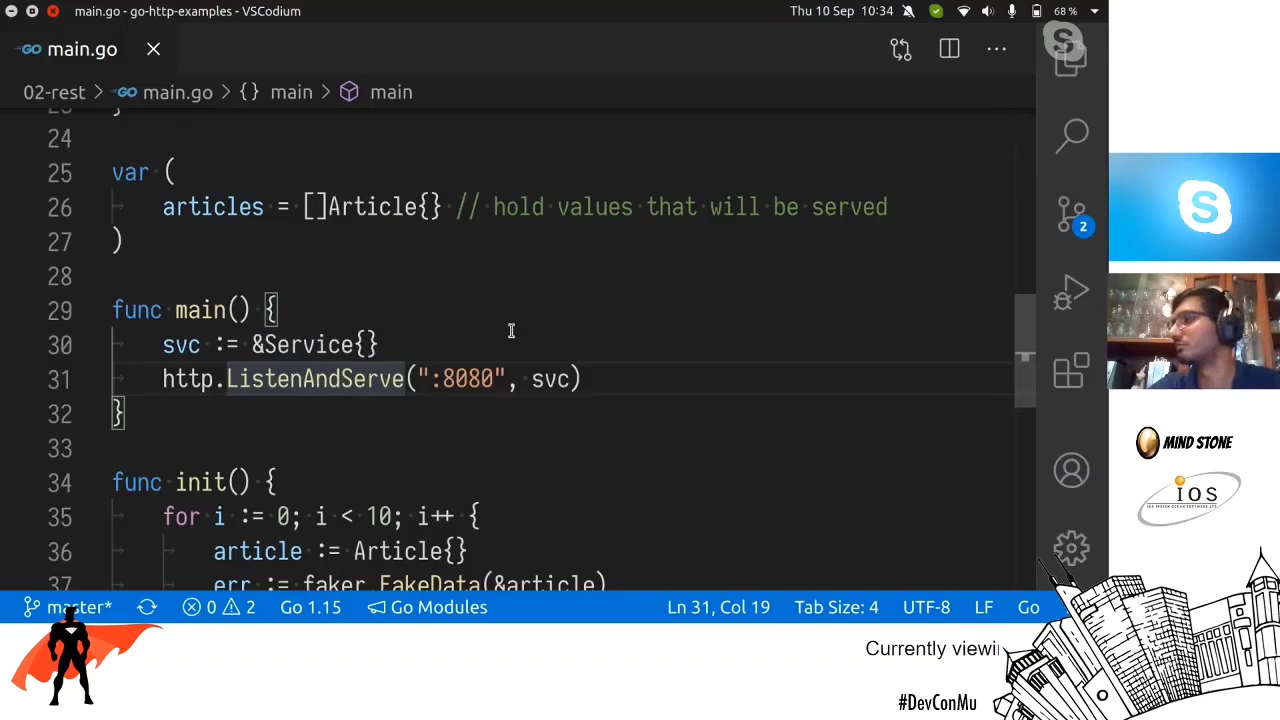 main.go - go-http-examples - VSCodium
Thu 10 Sep 10:34
68 %
GO main.go
02-rest > GO main.go > {} main > main
24
25 var (
26 articles = []Article{} // hold values that will be served
27 )
28
29 func main() {
30 svc := &Service{}
31 http.ListenAndServe(":8080", svc)
32 }
33
34 func init() {
35 for i := 0; i < 10; i++ {
36 article := Article{}
37 err := faker.FakeData(&article)
2
S
S
MIND STONE
IOS
master*
0 2
Go 1.15
Go Modules
Ln 31, Col 19
Tab Size: 4
UTF-8
LF
Go
Currently viewin
#DevConMu